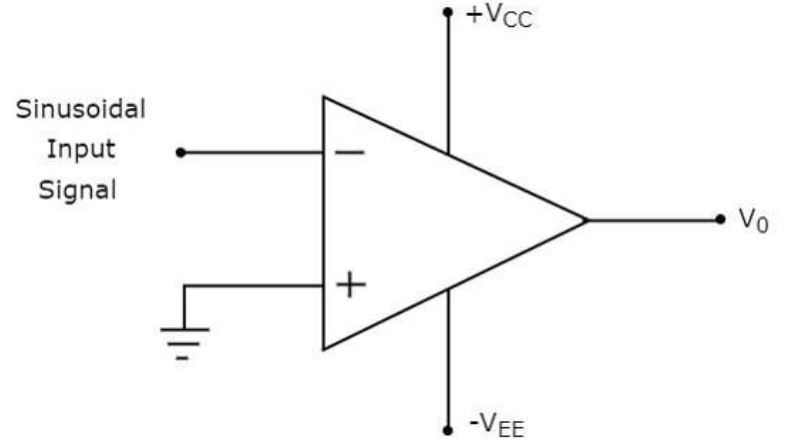 +VCC
Sinusoidal
Input
Signal
−
+
V0
-VEE